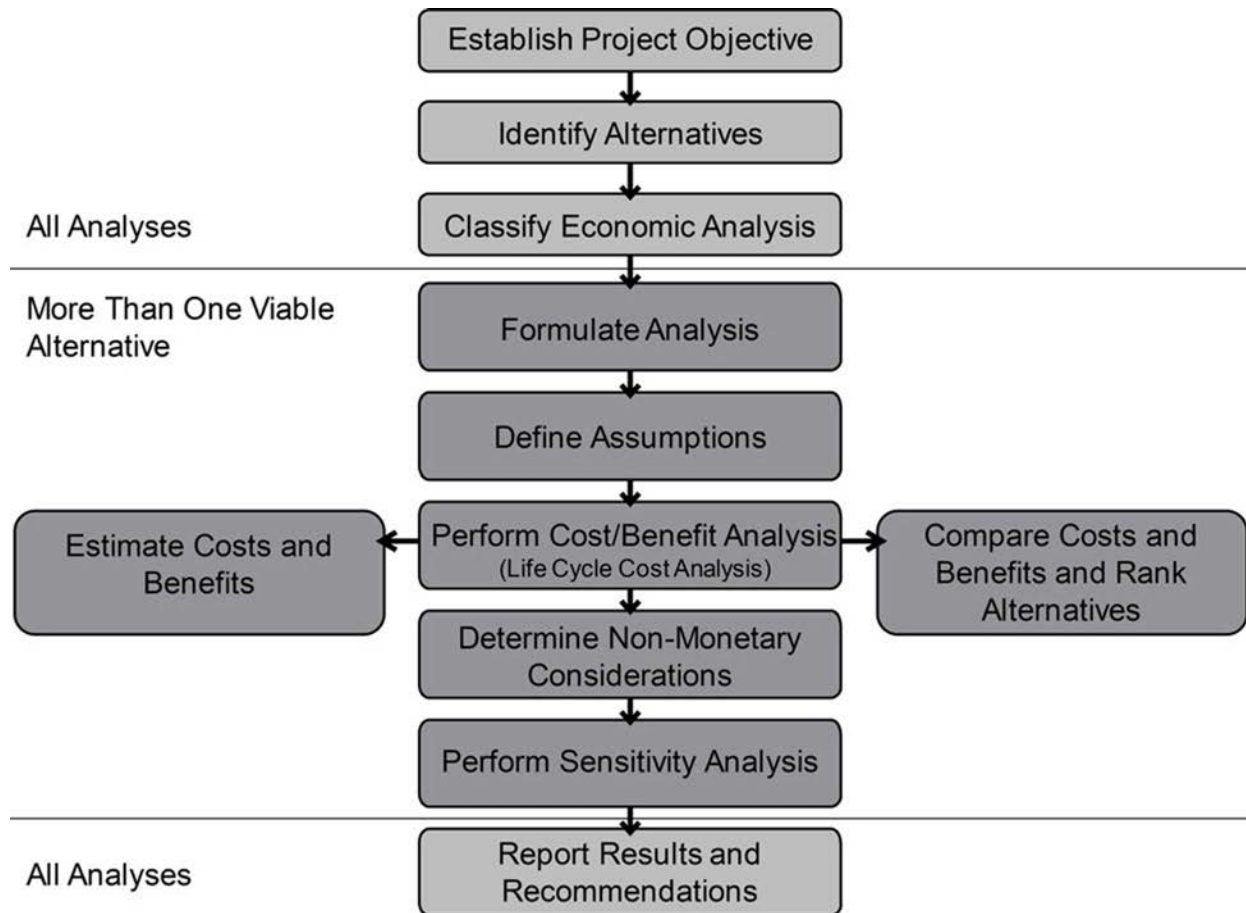 Establish Project Objective
Identify Alternatives
All Analyses
Classify Economic Analysis
More Than One Viable
Alternative
Formulate Analysis
Define Assumptions
Estimate Costs and
Benefits
Perform Cost/Benefit Analysis
(Life Cycle Cost Analysis)
Compare Costs and
Benefits and Rank
Alternatives
Determine Non-Monetary
Considerations
Perform Sensitivity Analysis
All Analyses
Report Results and
Recommendations